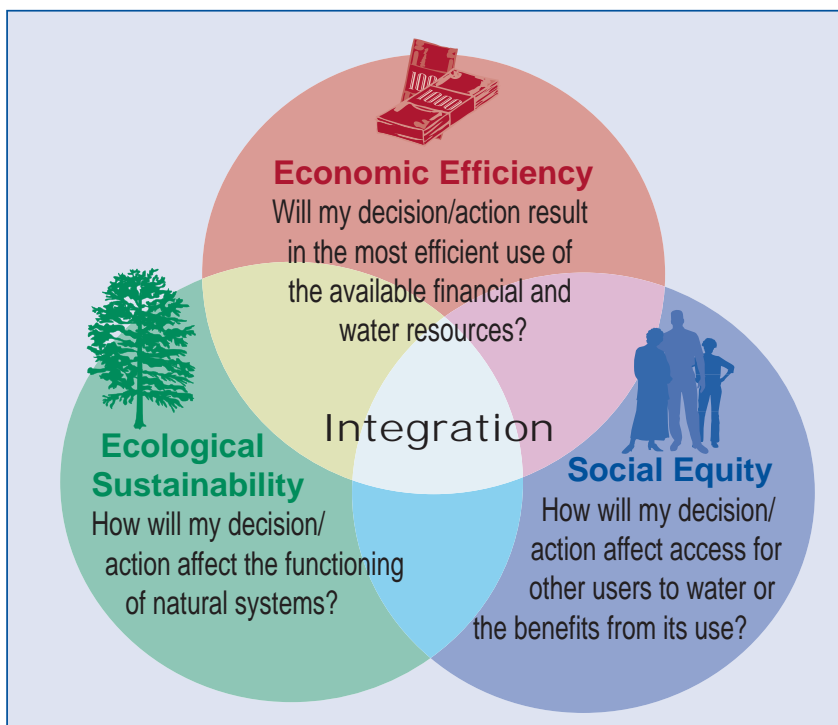 100
1000
Economic Efficiency
Will my decision/action result
in the most efficient use of
the available financial and
water resources?
Integration
Ecological
Sustainability
How will my decision/
action affect the functioning
of natural systems?
Social Equity
How will my decision/
action affect access for
other users to water or
the benefits from its use?